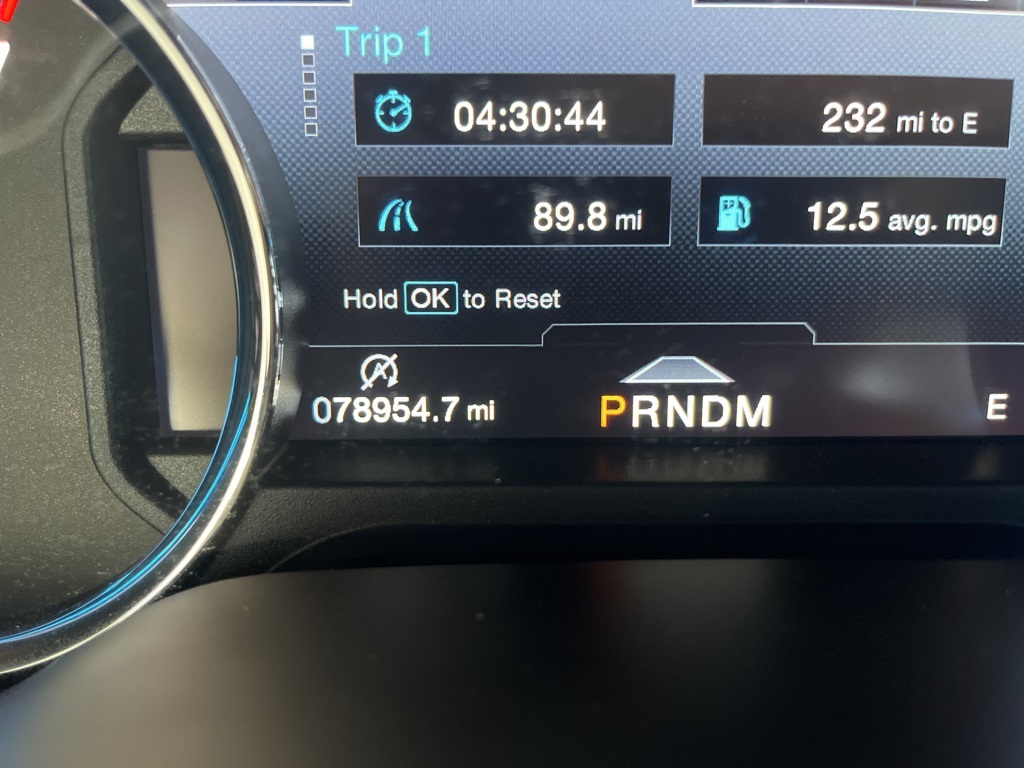 Trip 1
04:30:44
232 mi to E
89.8 mi
12.5 avg. mpg
Hold OK to Reset
A
078954.7 mi
PRNDM
E